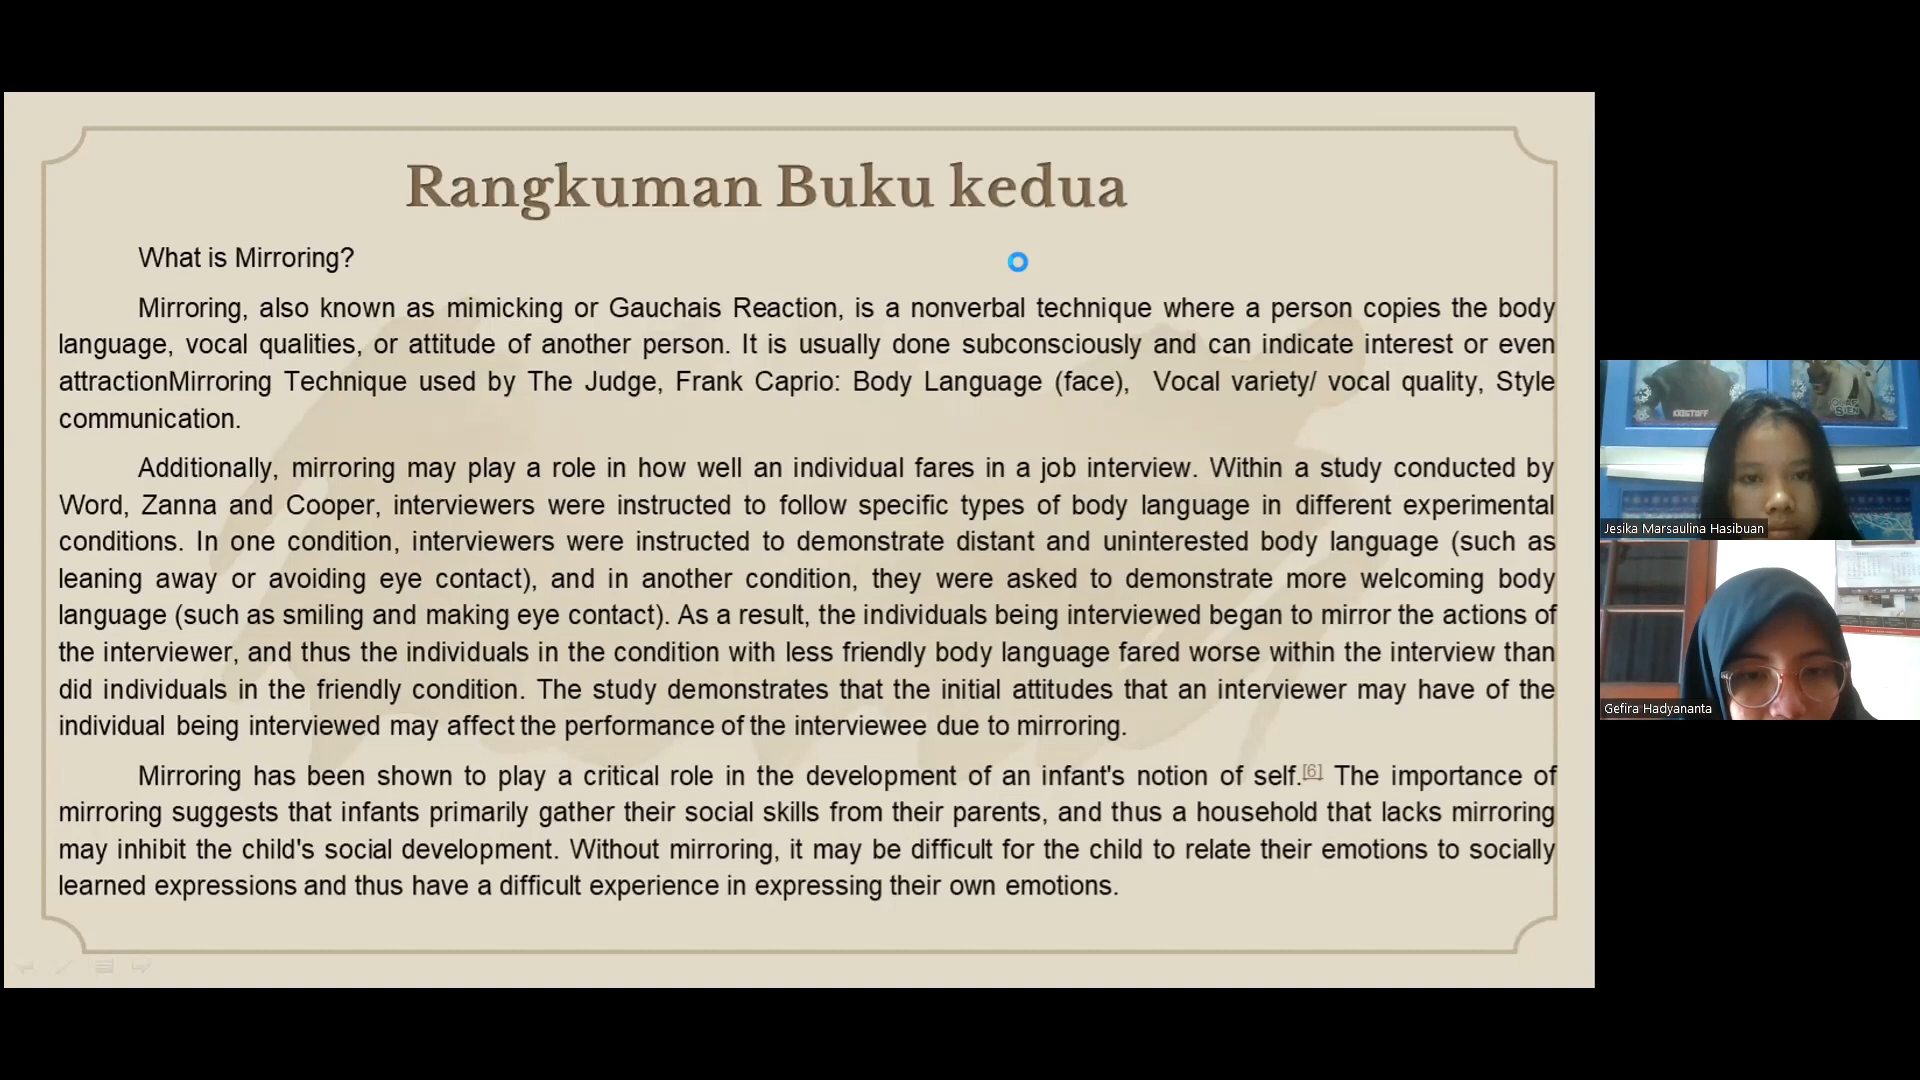 Rangkuman Buku kedua
What is Mirroring?
Mirroring, also known as mimicking or Gauchais Reaction, is a nonverbal technique where a person copies the body
language, vocal qualities, or attitude of another person. It is usually done subconsciously and can indicate interest or even
attractionMirroring Technique used by The Judge, Frank Caprio: Body Language (face), Vocal variety/ vocal quality, Style
communication.
Additionally, mirroring may play a role in how well an individual fares in a job interview. Within a study conducted by
Word, Zanna and Cooper, interviewers were instructed to follow specific types of body language in different experimental
conditions. In one condition, interviewers were instructed to demonstrate distant and uninterested body language (such as
leaning away or avoiding eye contact), and in another condition, they were asked to demonstrate more welcoming body
language (such as smiling and making eye contact). As a result, the individuals being interviewed began to mirror the actions of
the interviewer, and thus the individuals in the condition with less friendly body language fared worse within the interview than
did individuals in the friendly condition. The study demonstrates that the initial attitudes that an interviewer may have of the
individual being interviewed may affect the performance of the interviewee due to mirroring.
Mirroring has been shown to play a critical role in the development of an infant's notion of self.[6] The importance of
mirroring suggests that infants primarily gather their social skills from their parents, and thus a household that lacks mirroring
may inhibit the child's social development. Without mirroring, it may be difficult for the child to relate their emotions to socially
learned expressions and thus have a difficult experience in expressing their own emotions.
KRISTOFF
Jesika Marsaulina Hasibuan
Gefira Hadyananta